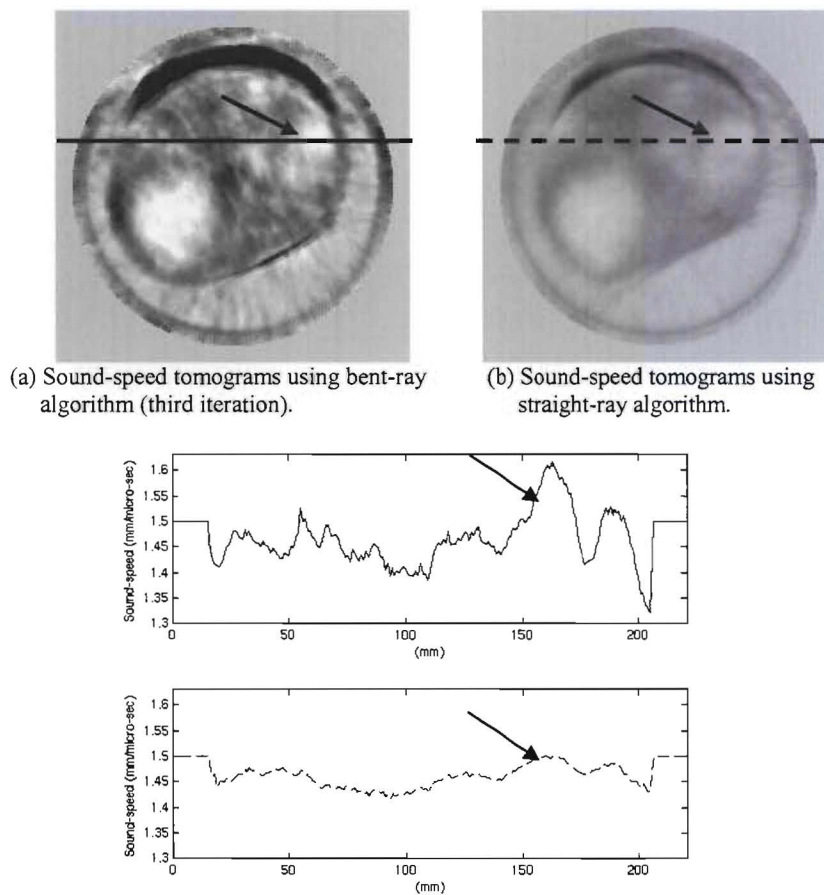 (a) Sound-speed tomograms using bent-ray
algorithm (third iteration).
(b) Sound-speed tomograms using
straight-ray algorithm.
Sound-speed (mm/micro-sec)
1.6
1.55
1.5
1.45
1.4
1.35
1.3
0 50 100 150 200
(mm)
Sound-speed (mm/micro-sec)
1.6
1.55
1.5
1.45
1.4
1.35
1.3
0 50 100 150 200
(mm)